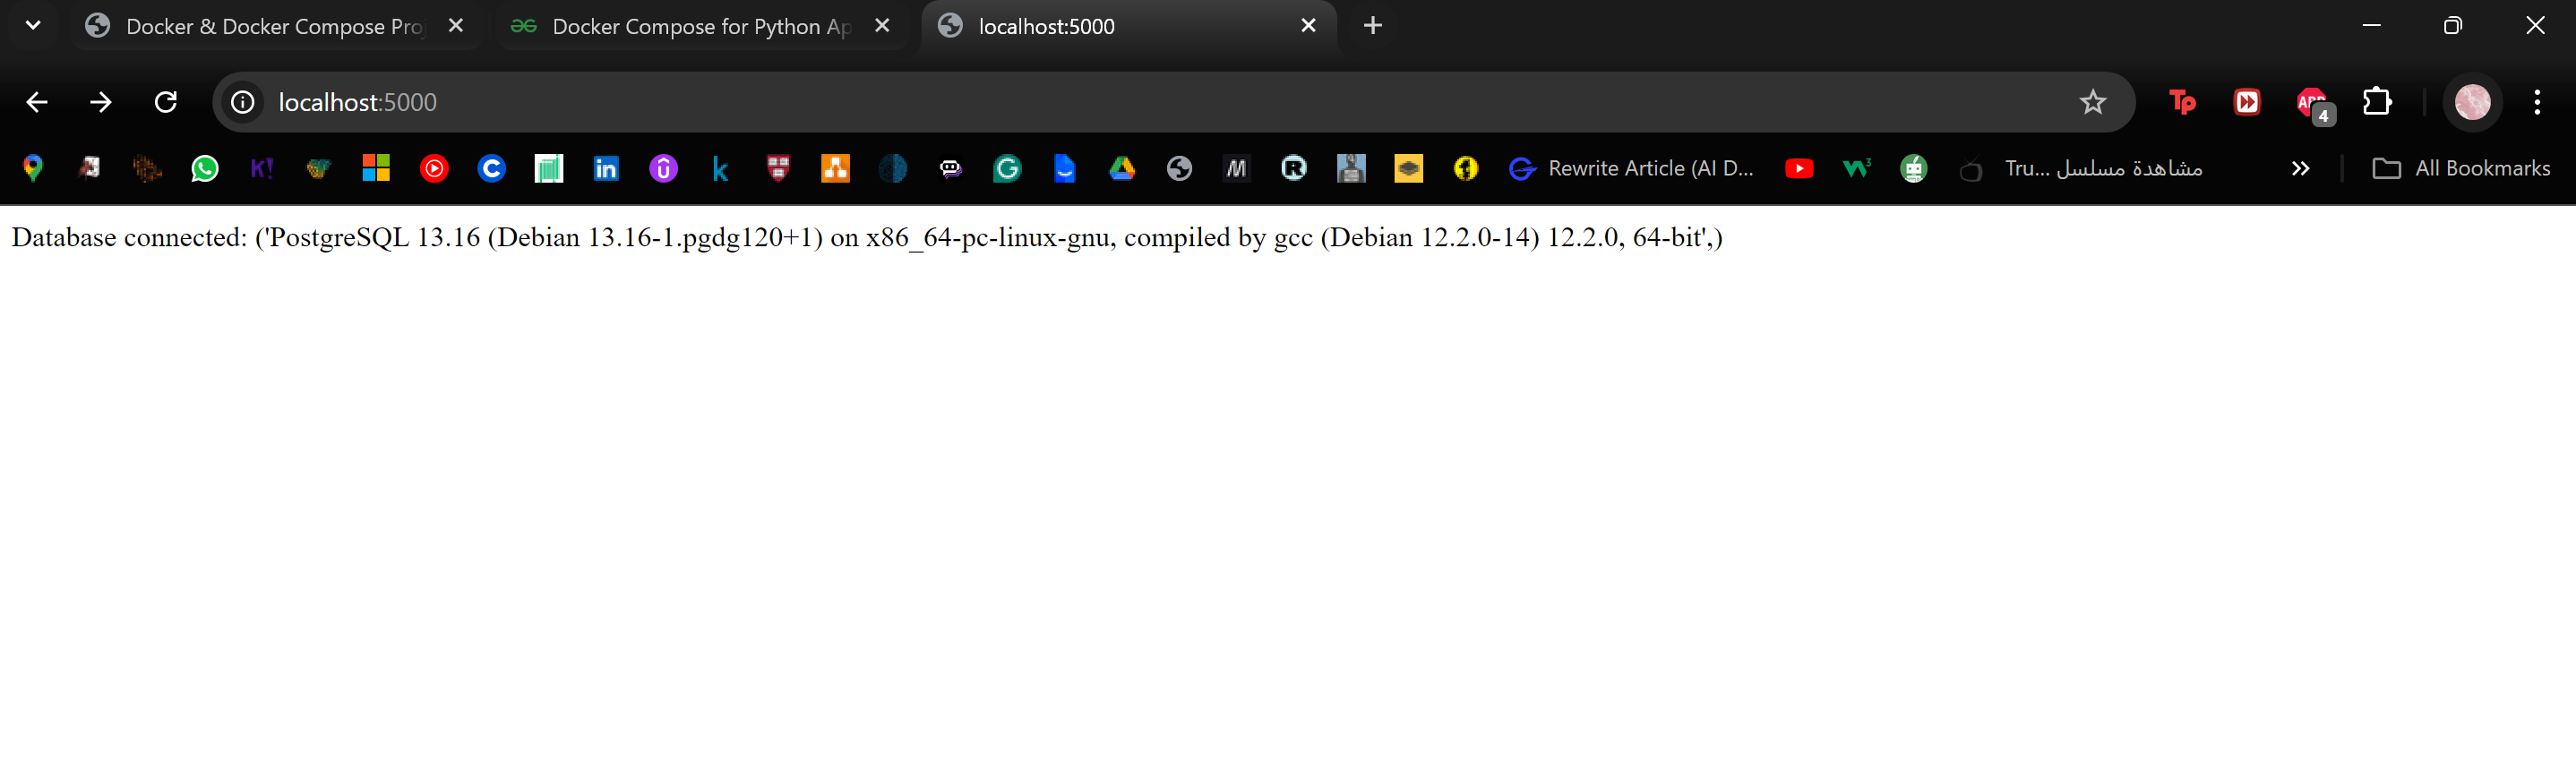 Docker & Docker Compose Pro
Docker Compose for Python Ap
localhost:5000
localhost:5000
Tp
ABP
4
K!
C
in
û
k
G
M
R
Rewrite Article (AI D...
W3
Tru... مشاهدة مسلسل
All Bookmarks
Database connected: ('PostgreSQL 13.16 (Debian 13.16-1.pgdg120+1) on x86_64-pc-linux-gnu, compiled by gcc (Debian 12.2.0-14) 12.2.0, 64-bit',)